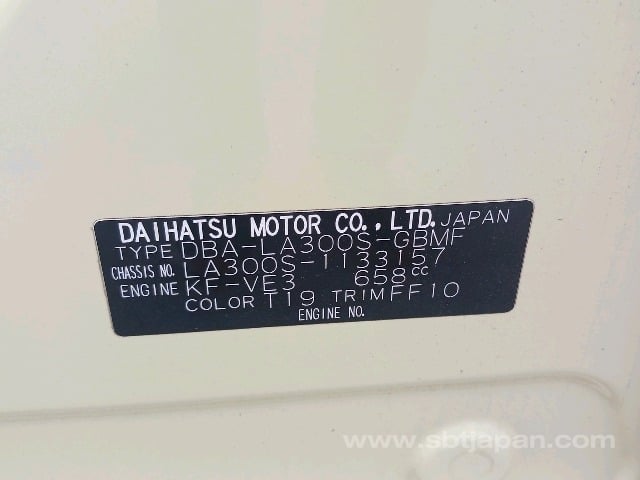 DAIHATSU MOTOR CO., LTD. JAPAN
TYPE DBA-LA300S-GBMF
CHASSIS NO. LA300S-1133157
ENGINE KF-VE3 658cc
COLOR T19 TRIM FF10
ENGINE NO.
www.sbtjapan.com